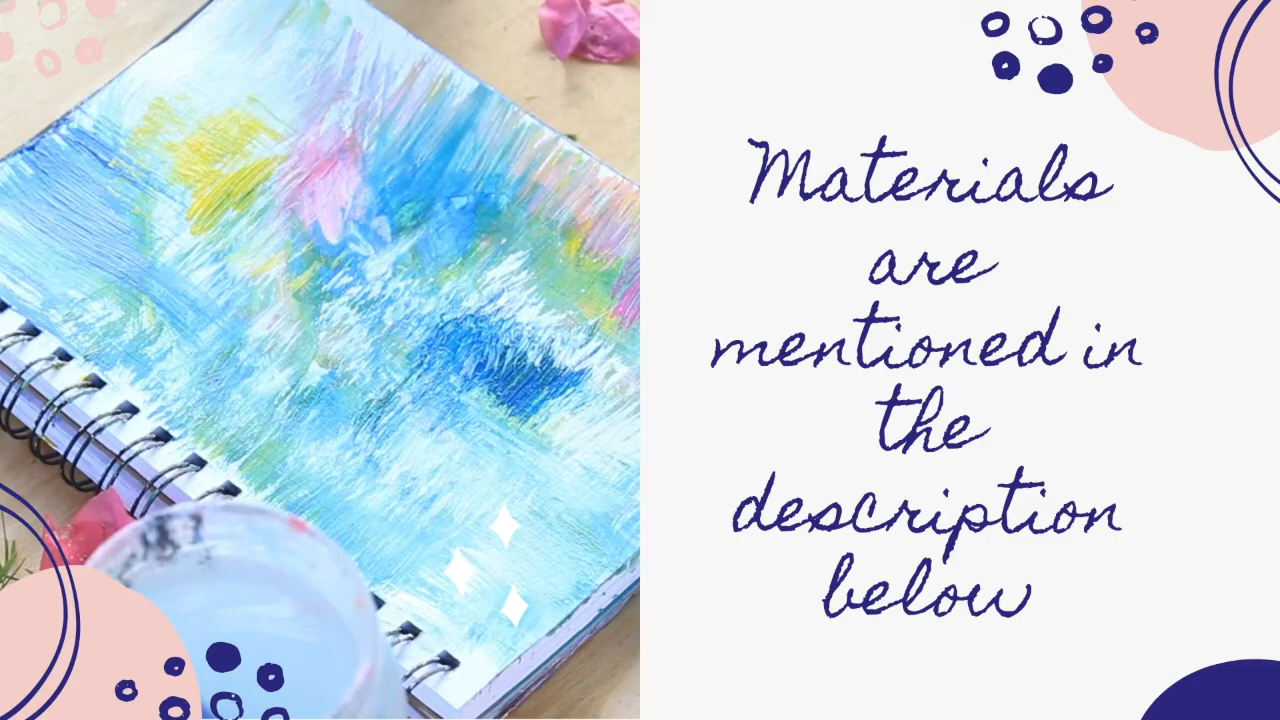 Materials
are
mentioned in
the
description
below